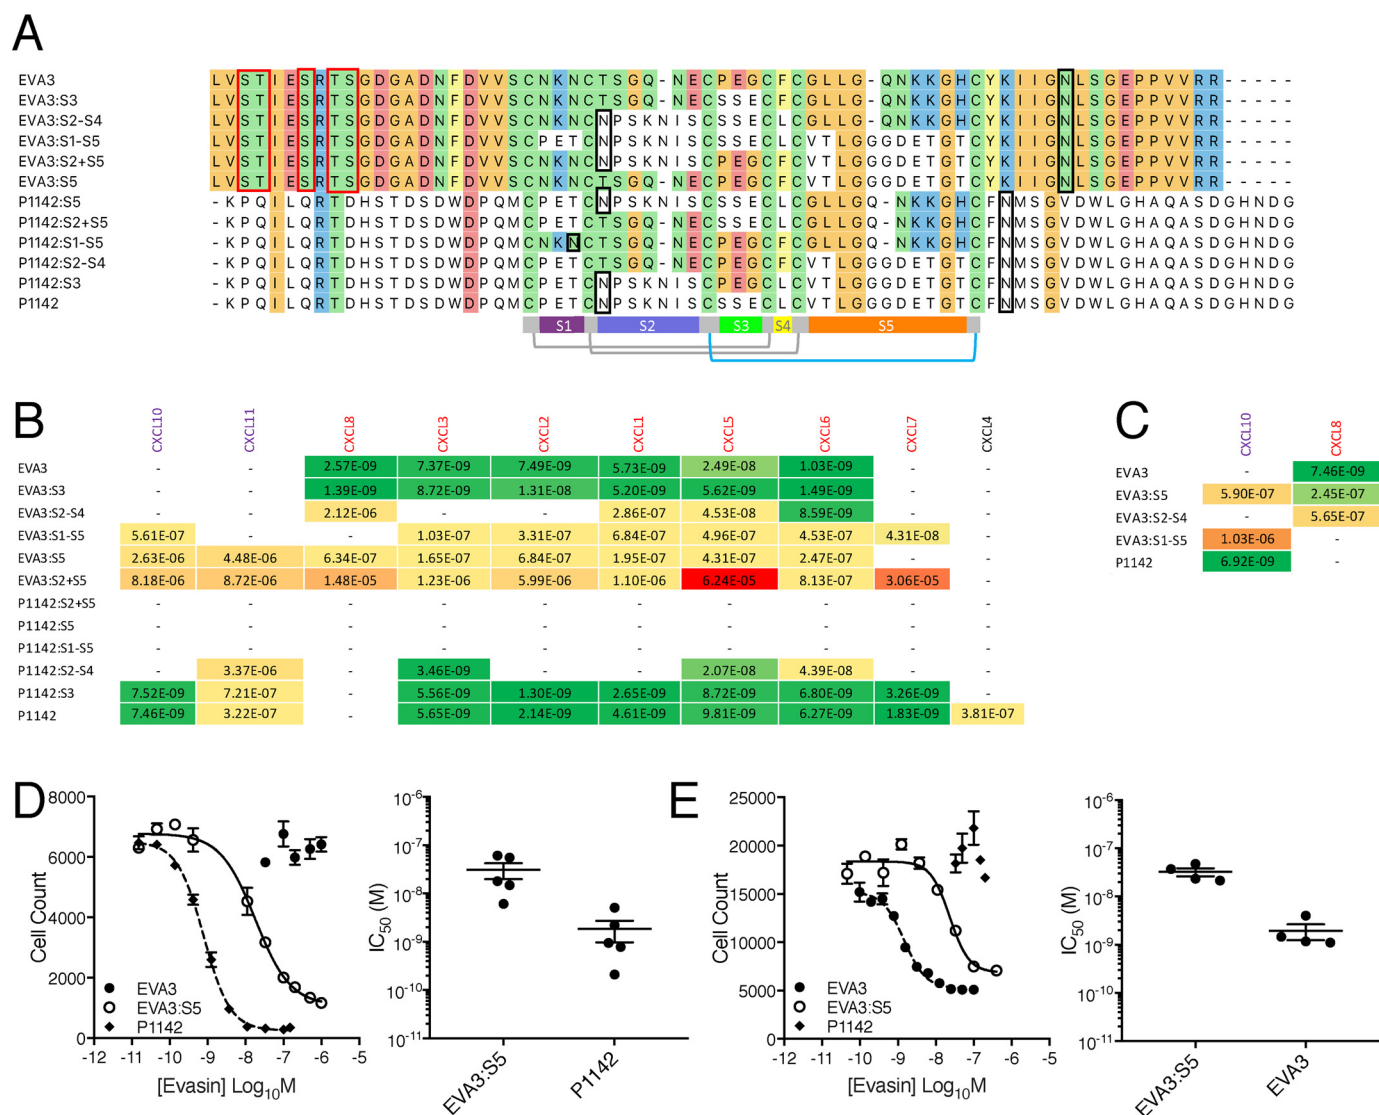 A
EVA3 LVSTIESRTSGDGADNFDVVSCNKNCTSGQ-NECPEGCFCGLLG-QNKKGHCYKIIGNLSGEPPVVRR-----
EVA3:S3 LVSTIESRTSGDGADNFDVVSCNKNCTSGQ-NECSSECFCGLLG-QNKKGHCYKIIGNLSGEPPVVRR-----
EVA3:S2-S4 LVSTIESRTSGDGADNFDVVSCNKNCNPSKNISCSSECLCGLLG-QNKKGHCYKIIGNLSGEPPVVRR-----
EVA3:S1-S5 LVSTIESRTSGDGADNFDVVSCPETCNPSKNISCSSECLCVTLGGGDETGTCYKIIGNLSGEPPVVRR-----
EVA3:S2+S5 LVSTIESRTSGDGADNFDVVSCNKNCNPSKNISCPEGCFCVTLGGGDETGTCYKIIGNLSGEPPVVRR-----
EVA3:S5 LVSTIESRTSGDGADNFDVVSCNKNCTSGQ-NECPEGCFCVTLGGGDETGTCYKIIGNLSGEPPVVRR-----
P1142:S5 -KPQILQRTDHSTDSDWDPQMCPETCNPSKNISCSSECLCGLLGQ-NKKGHCFNMSGVDWLGHAQASDGHNDG
P1142:S2+S5 -KPQILQRTDHSTDSDWDPQMCPETCTSGQ-NECSSECLCGLLGQ-NKKGHCFNMSGVDWLGHAQASDGHNDG
P1142:S1-S5 -KPQILQRTDHSTDSDWDPQMCNKNCTSGQ-NECPEGCFCGLLGQ-NKKGHCFNMSGVDWLGHAQASDGHNDG
P1142:S2-S4 -KPQILQRTDHSTDSDWDPQMCPETCTSGQ-NECPEGCFCVTLGGGDETGTCFNMSGVDWLGHAQASDGHNDG
P1142:S3 -KPQILQRTDHSTDSDWDPQMCPETCNPSKNISCPEGCLCVTLGGGDETGTCFNMSGVDWLGHAQASDGHNDG
P1142 -KPQILQRTDHSTDSDWDPQMCPETCNPSKNISCSSECLCVTLGGGDETGTCFNMSGVDWLGHAQASDGHNDG
S1 S2 S3 S4 S5
B
CXCL10 CXCL11 CXCL8 CXCL3 CXCL2 CXCL1 CXCL5 CXCL6 CXCL7 CXCL4
EVA3 - - 2.57E-09 7.37E-09 7.49E-09 5.73E-09 2.49E-08 1.03E-09 - -
EVA3:S3 - - 1.39E-09 8.72E-09 1.31E-08 5.20E-09 5.62E-09 1.49E-09 - -
EVA3:S2-S4 - - 2.12E-06 - - 2.86E-07 4.53E-08 8.59E-09 - -
EVA3:S1-S5 5.61E-07 - - 1.03E-07 3.31E-07 6.84E-07 4.96E-07 4.53E-07 4.31E-08 -
EVA3:S5 2.63E-06 4.48E-06 6.34E-07 1.65E-07 6.84E-07 1.95E-07 4.31E-07 2.47E-07 - -
EVA3:S2+S5 8.18E-06 8.72E-06 1.48E-05 1.23E-06 5.99E-06 1.10E-06 6.24E-05 8.13E-07 3.06E-05 -
P1142:S2+S5 - - - - - - - - - -
P1142:S5 - - - - - - - - - -
P1142:S1-S5 - - - - - - - - - -
P1142:S2-S4 - 3.37E-06 - 3.46E-09 - - 2.07E-08 4.39E-08 - -
P1142:S3 7.52E-09 7.21E-07 - 5.56E-09 1.30E-09 2.65E-09 8.72E-09 6.80E-09 3.26E-09 -
P1142 7.46E-09 3.22E-07 - 5.65E-09 2.14E-09 4.61E-09 9.81E-09 6.27E-09 1.83E-09 3.81E-07
C
CXCL10 CXCL8
EVA3 - 7.46E-09
EVA3:S5 5.90E-07 2.45E-07
EVA3:S2-S4 - 5.65E-07
EVA3:S1-S5 1.03E-06 -
P1142 6.92E-09 -
D
Cell Count
8000
6000
4000
2000
0
EVA3
EVA3:S5
P1142
-12 -11 -10 -9 -8 -7 -6 -5
[Evasin] Log10M
IC50 (M)
10-6
10-7
10-8
10-9
10-10
10-11
EVA3:S5 P1142
E
Cell Count
25000
20000
15000
10000
5000
0
EVA3
EVA3:S5
P1142
-12 -11 -10 -9 -8 -7 -6 -5
[Evasin] Log10M
IC50 (M)
10-6
10-7
10-8
10-9
10-10
10-11
EVA3:S5 EVA3